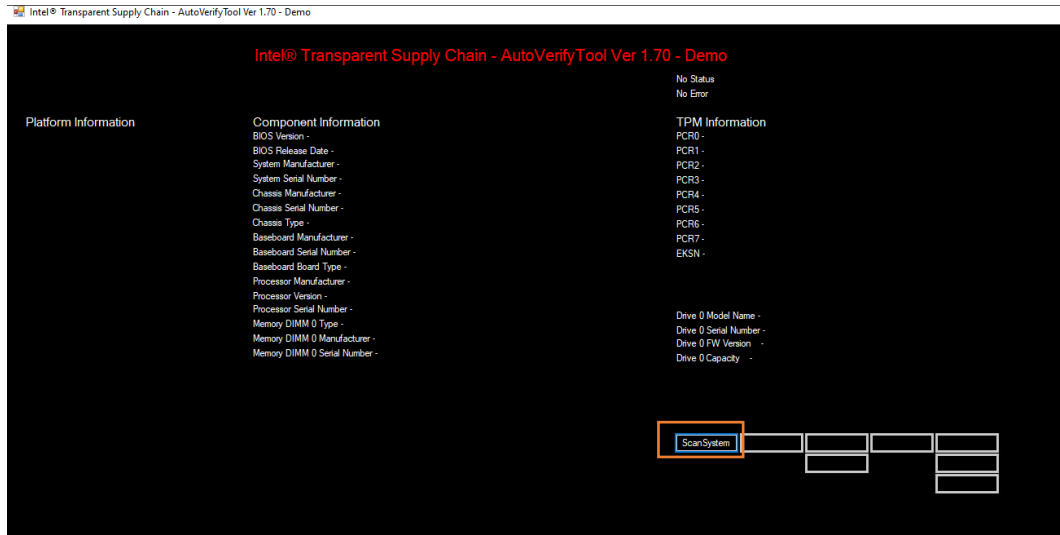 Intel® Transparent Supply Chain - AutoVerifyTool Ver 1.70 - Demo
Intel® Transparent Supply Chain - AutoVerifyTool Ver 1.70 - Demo
No Status
No Error
Platform Information
Component Information
BIOS Version -
BIOS Release Date -
System Manufacturer -
System Serial Number -
Chassis Manufacturer -
Chassis Serial Number -
Chassis Type -
Baseboard Manufacturer -
Baseboard Serial Number -
Baseboard Board Type -
Processor Manufacturer -
Processor Version -
Processor Serial Number -
Memory DIMM 0 Type -
Memory DIMM 0 Manufacturer -
Memory DIMM 0 Serial Number -
TPM Information
PCR0 -
PCR1 -
PCR2 -
PCR3 -
PCR4 -
PCR5 -
PCR6 -
PCR7 -
EKSN -
Drive 0 Model Name -
Drive 0 Serial Number -
Drive 0 FW Version -
Drive 0 Capacity -
ScanSystem